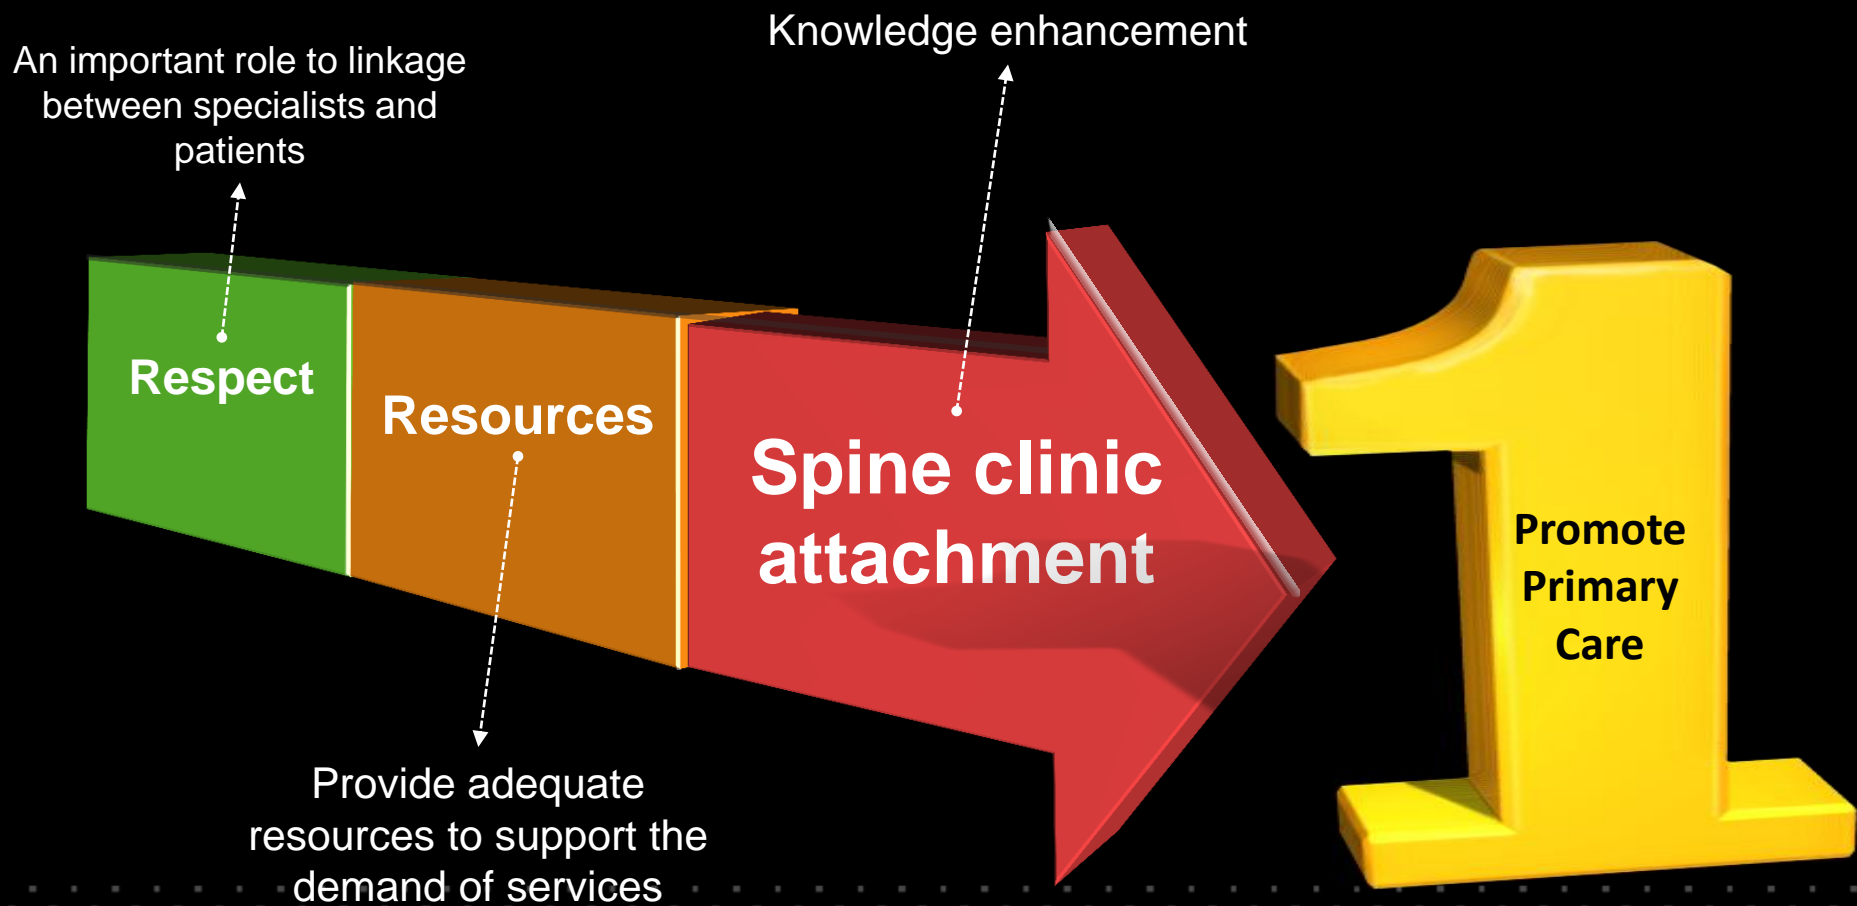 An important role to linkage
between specialists and
patients
Knowledge enhancement
Respect
Resources
Spine clinic
attachment
Promote
Primary
Care
Provide adequate
resources to support the
demand of services